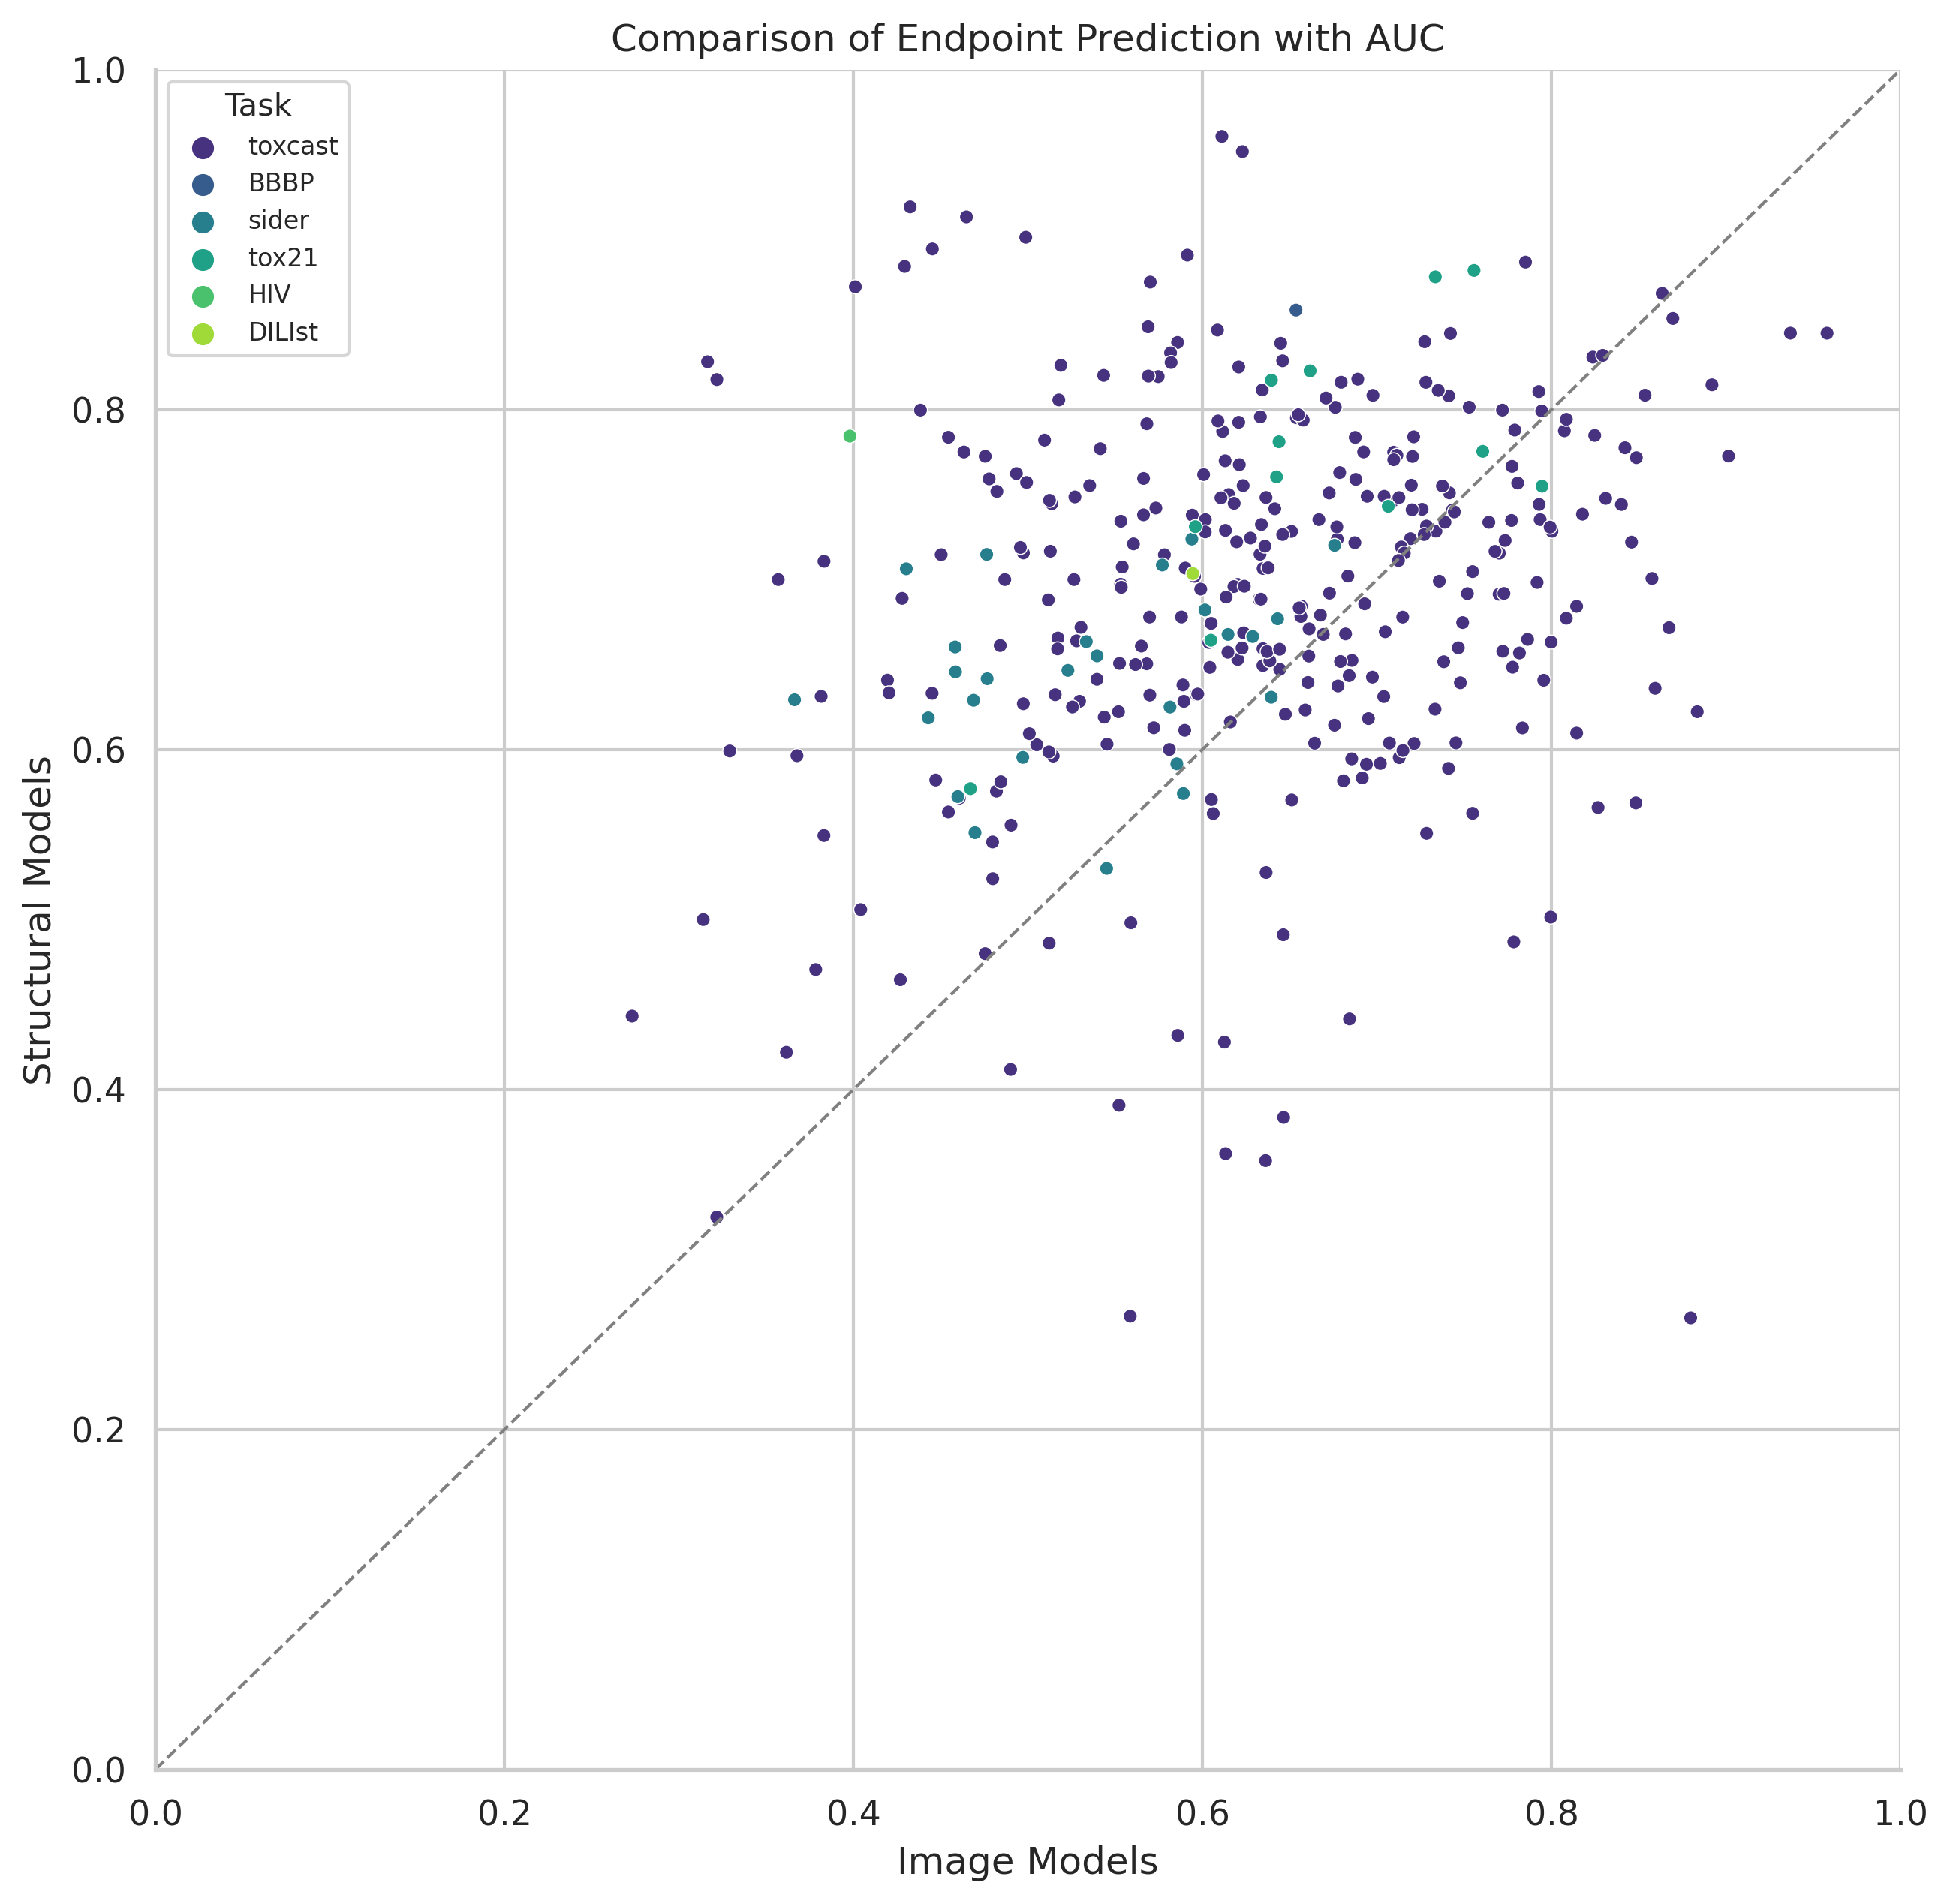 Comparison of Endpoint Prediction with AUC
Task
toxcast
BBBP
sider
tox21
HIV
DILIst
1.0
0.8
0.6
0.4
0.2
0.0
Structural Models
0.0 0.2 0.4 0.6 0.8 1.0
Image Models